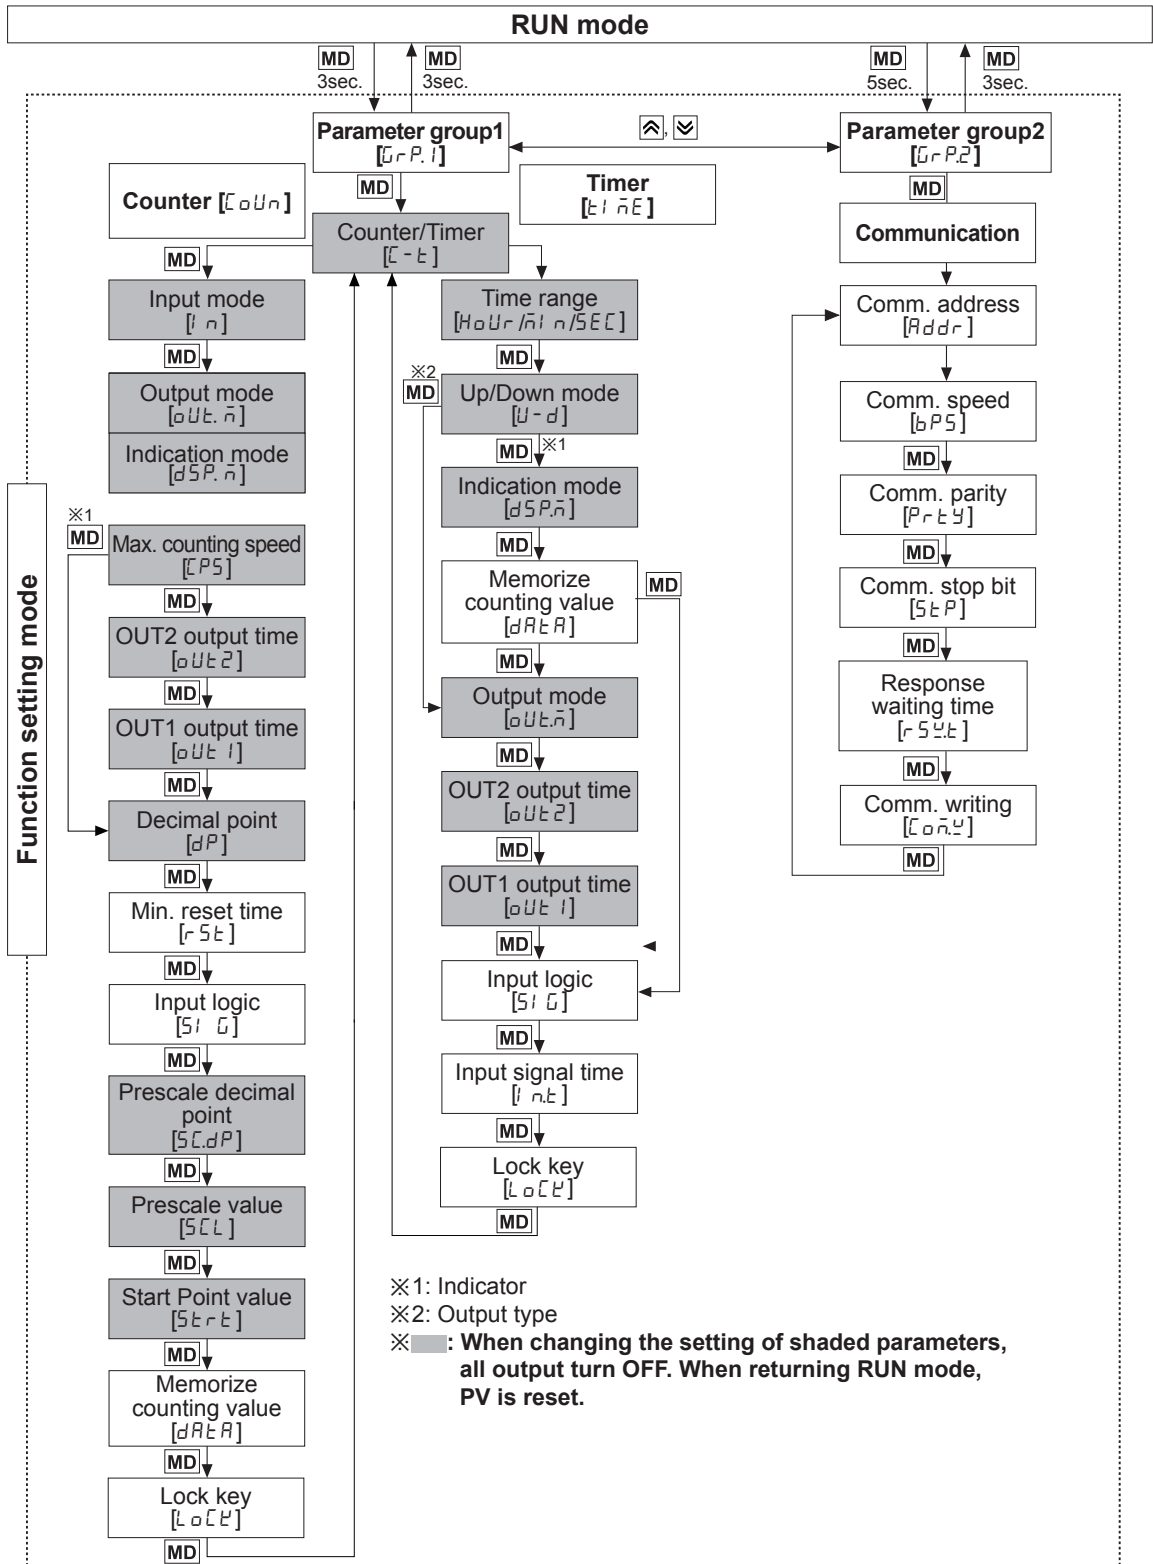 RUN mode
MD
3sec.
MD
3sec.
MD
5sec.
MD
3sec.
Function setting mode
Parameter group1
[GrP.1]
Parameter group2
[GrP.2]
MD
Counter [CoUn]
Timer
[tImE]
Counter/Timer
[C-t]
MD
Input mode
[In]
MD
Output mode
[oUt.m]
Indication mode
[dSP.m]
※1
MD
Max. counting speed
[CPS]
MD
OUT2 output time
[oUt2]
MD
OUT1 output time
[oUt1]
MD
Decimal point
[dP]
MD
Min. reset time
[rSt]
MD
Input logic
[SIG]
MD
Prescale decimal
point
[SC.dP]
MD
Prescale value
[SCL]
MD
Start Point value
[Strt]
MD
Memorize
counting value
[dAtA]
MD
Lock key
[LoCK]
MD
Time range
[HoUr/mIn/SEC]
MD
※2
MD
Up/Down mode
[U-d]
MD ※1
Indication mode
[dSP.m]
MD
Memorize
counting value
[dAtA]
MD
MD
Output mode
[oUt.m]
MD
OUT2 output time
[oUt2]
MD
OUT1 output time
[oUt1]
MD
Input logic
[SIG]
MD
Input signal time
[In.t]
MD
Lock key
[LoCK]
MD
MD
Communication
Comm. address
[Addr]
Comm. speed
[bPS]
MD
Comm. parity
[PrtY]
MD
Comm. stop bit
[StP]
MD
Response
waiting time
[rSW.t]
MD
Comm. writing
[Com.W]
MD
※1: Indicator
※2: Output type
※ : When changing the setting of shaded parameters,
all output turn OFF. When returning RUN mode,
PV is reset.